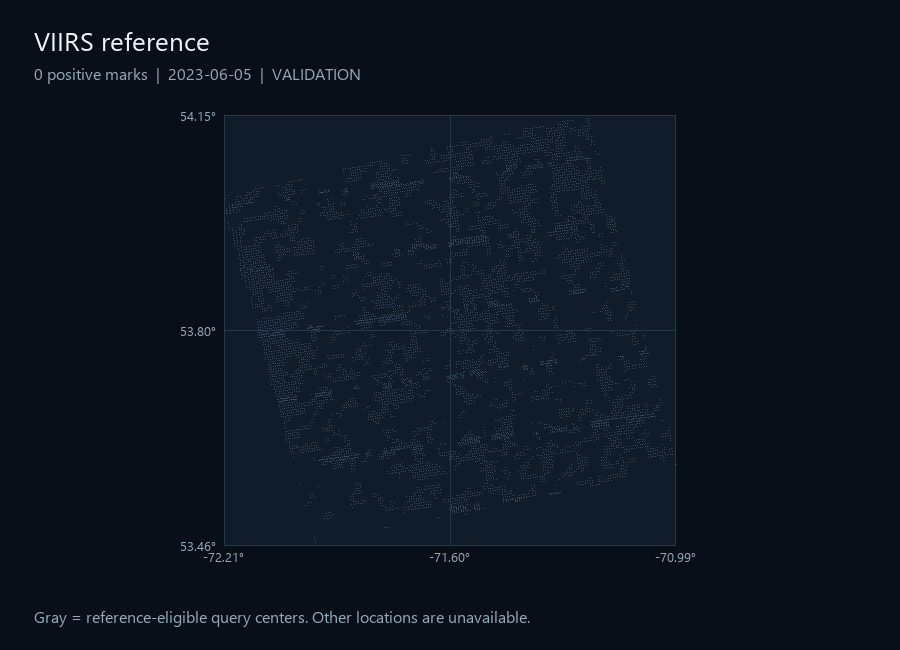 VIIRS reference
0 positive marks | 2023-06-05 | VALIDATION
54.15°
53.80°
53.46°
-72.21° -71.60° -70.99°
Gray = reference-eligible query centers. Other locations are unavailable.